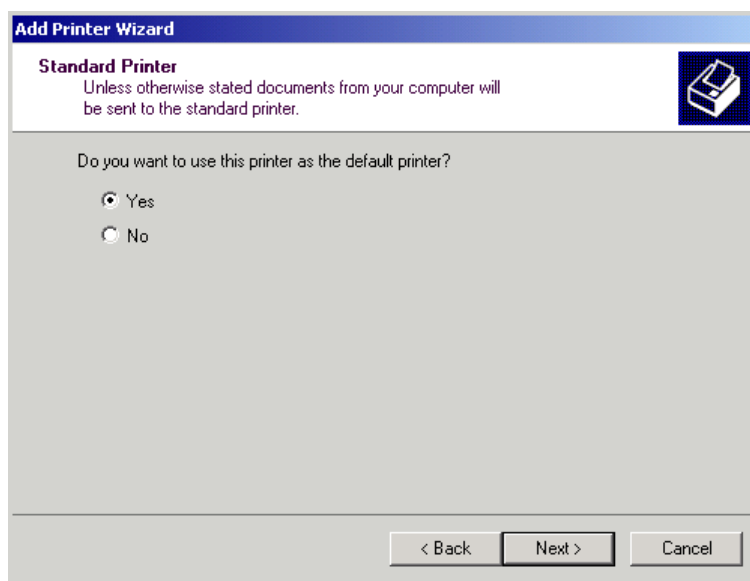 Add Printer Wizard
Standard Printer
Unless otherwise stated documents from your computer will
be sent to the standard printer.
Do you want to use this printer as the default printer?
Yes
No
< Back Next > Cancel